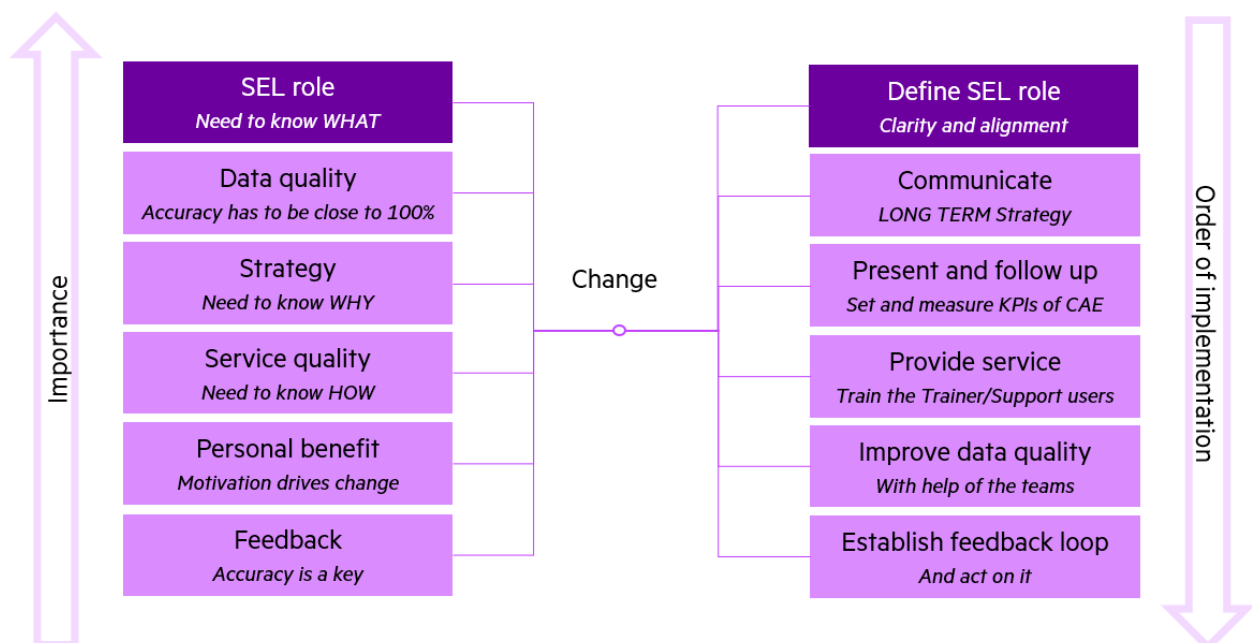 Importance
SEL role
Need to know WHAT
Data quality
Accuracy has to be close to 100%
Strategy
Need to know WHY
Service quality
Need to know HOW
Personal benefit
Motivation drives change
Feedback
Accuracy is a key
Change
Define SEL role
Clarity and alignment
Communicate
LONG TERM Strategy
Present and follow up
Set and measure KPIs of CAE
Provide service
Train the Trainer/Support users
Improve data quality
With help of the teams
Establish feedback loop
And act on it
Order of implementation